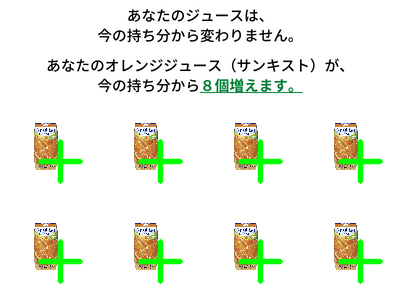 あなたのジュースは、
今の持ち分から変わりません。
あなたのオレンジジュース（サンキスト）が、
今の持ち分から８個増えます。